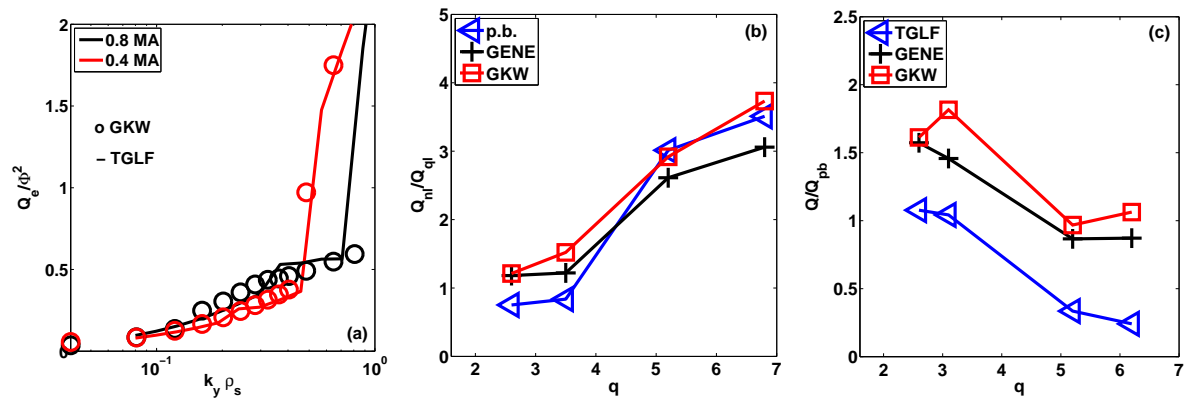 2
1.5
1
0.5
0
Q_e/Φ^2
0.8 MA
0.4 MA
o GKW
– TGLF
(a)
10^-1
10^0
k_y ρ_s
5
4
3
2
1
0
Q_nl/Q_ql
p.b.
GENE
GKW
(b)
2 3 4 5 6 7
q
2.5
2
1.5
1
0.5
0
Q/Q_pb
TGLF
GENE
GKW
(c)
2 3 4 5 6 7
q